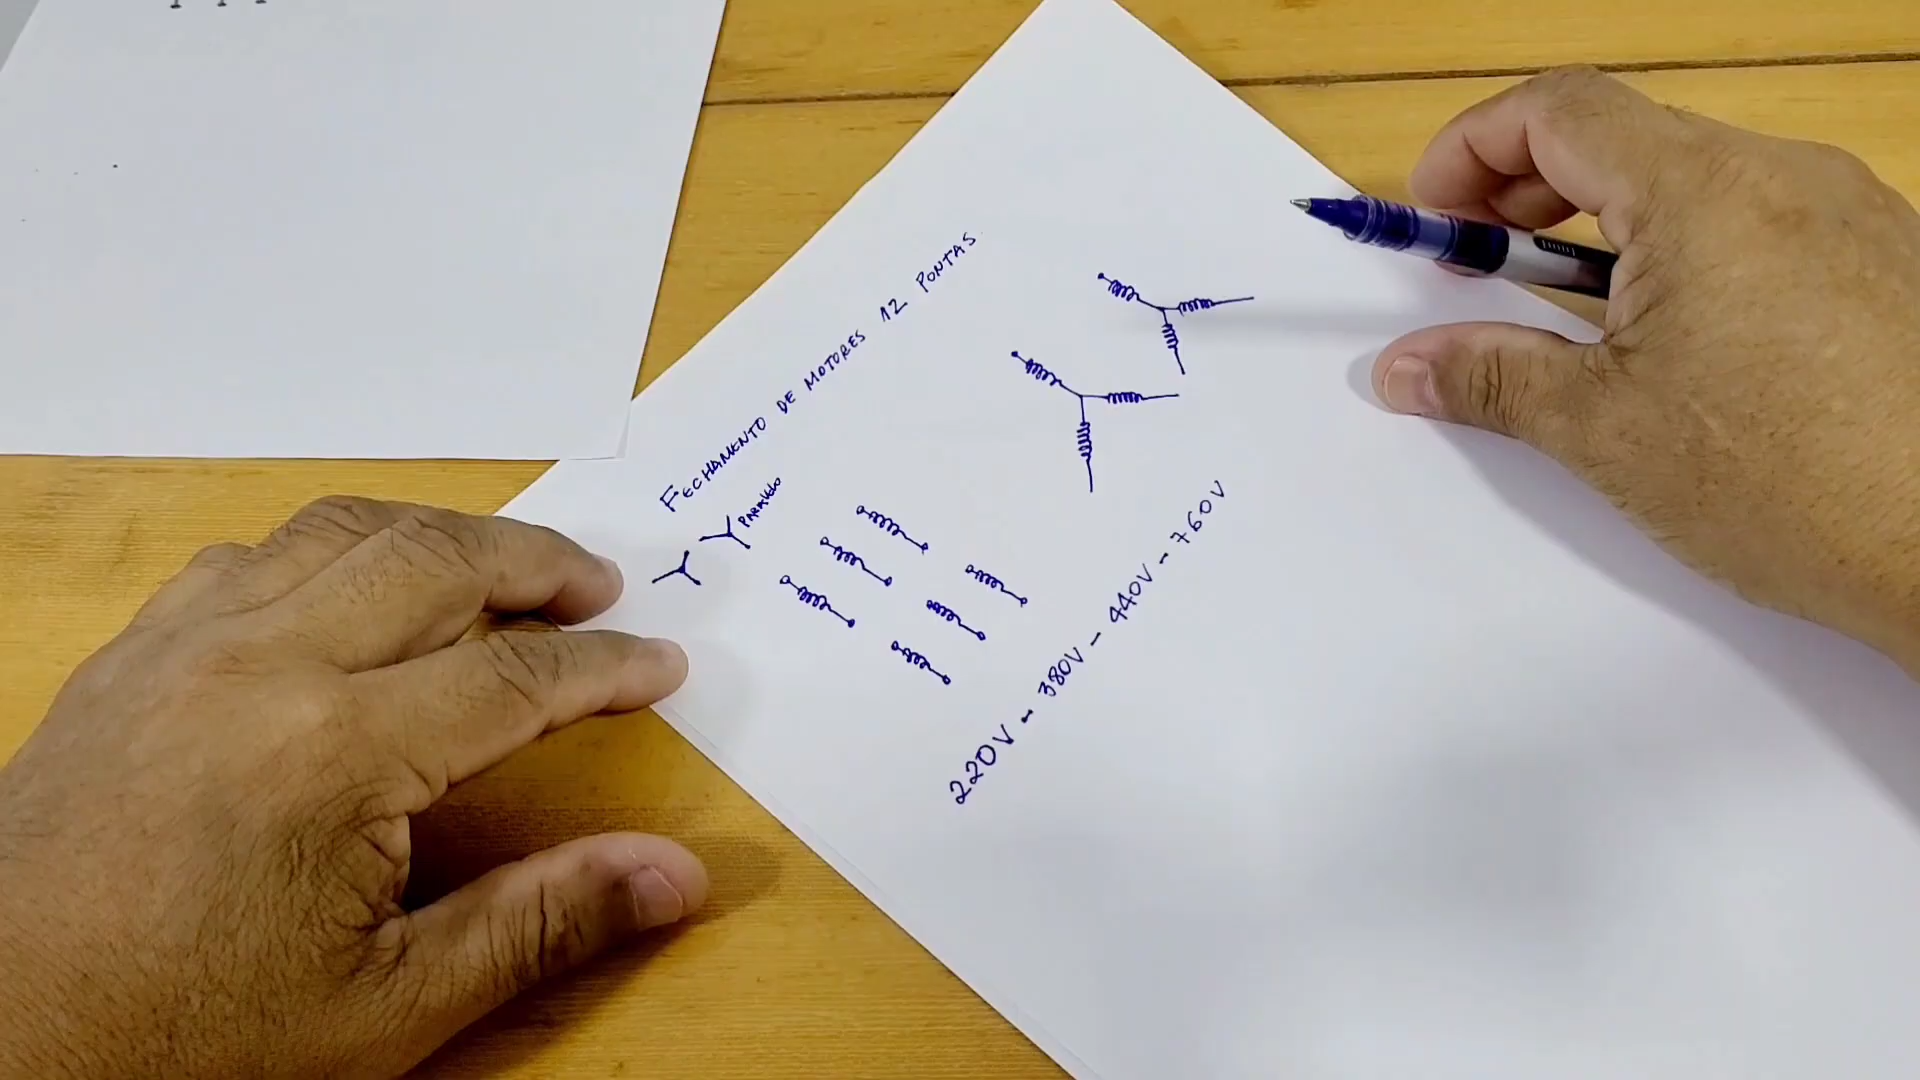 FECHAMENTO DE MOTORES 12 PONTAS
PARALELO
220V - 380V - 440V - 760V